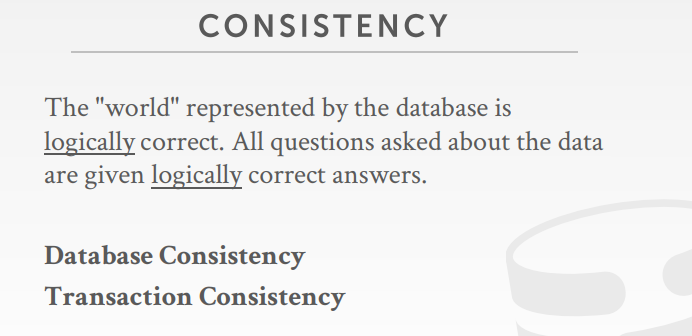 CONSISTENCY
The "world" represented by the database is
logically correct. All questions asked about the data
are given logically correct answers.
Database Consistency
Transaction Consistency